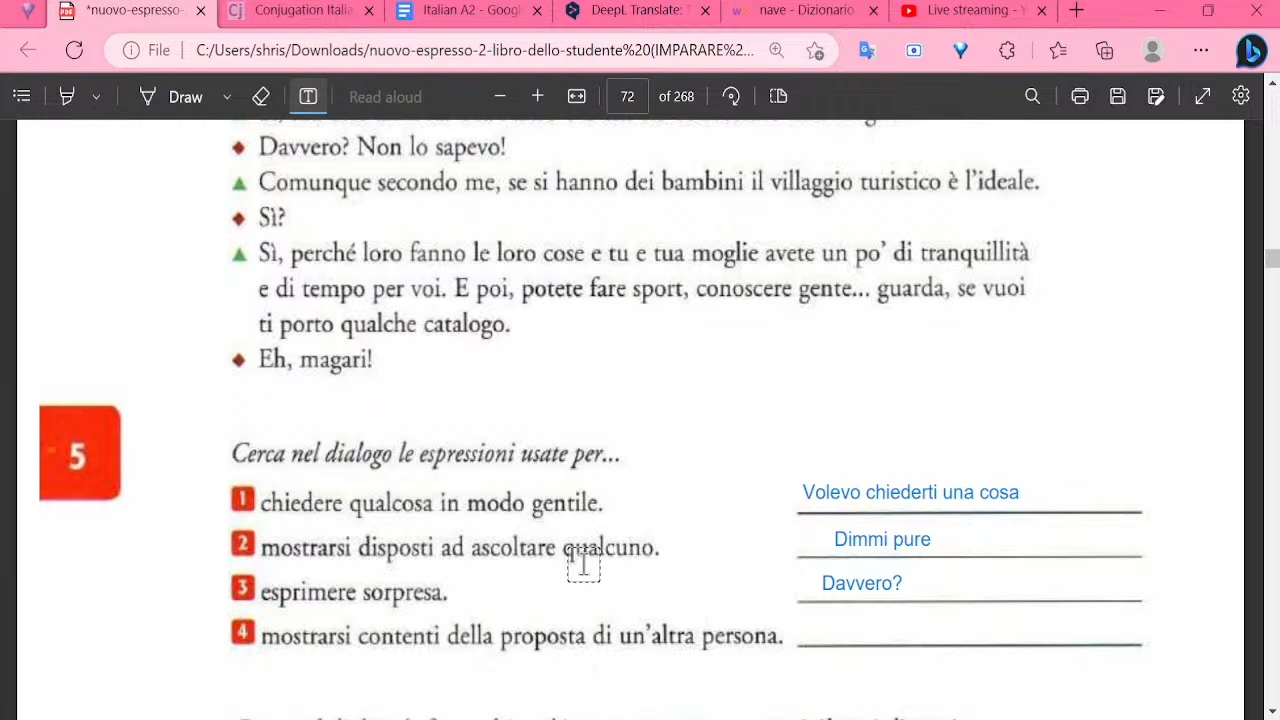 *nuovo-espresso-
Conjugation Italia
Italian A2 - Googl
DeepL Translate: T
nave - Dizionario
Live streaming - Y
File
C:/Users/shris/Downloads/nuovo-espresso-2-libro-dello-studente%20(IMPARARE%2...
Draw
Read aloud
72 of 268
Davvero? Non lo sapevo!
Comunque secondo me, se si hanno dei bambini il villaggio turistico è l'ideale.
Sì?
Sì, perché loro fanno le loro cose e tu e tua moglie avete un po' di tranquillità
e di tempo per voi. E poi, potete fare sport, conoscere gente... guarda, se vuoi
ti porto qualche catalogo.
Eh, magari!
5
Cerca nel dialogo le espressioni usate per...
1 chiedere qualcosa in modo gentile. Volevo chiederti una cosa
2 mostrarsi disposti ad ascoltare qualcuno. Dimmi pure
3 esprimere sorpresa. Davvero?
4 mostrarsi contenti della proposta di un'altra persona.